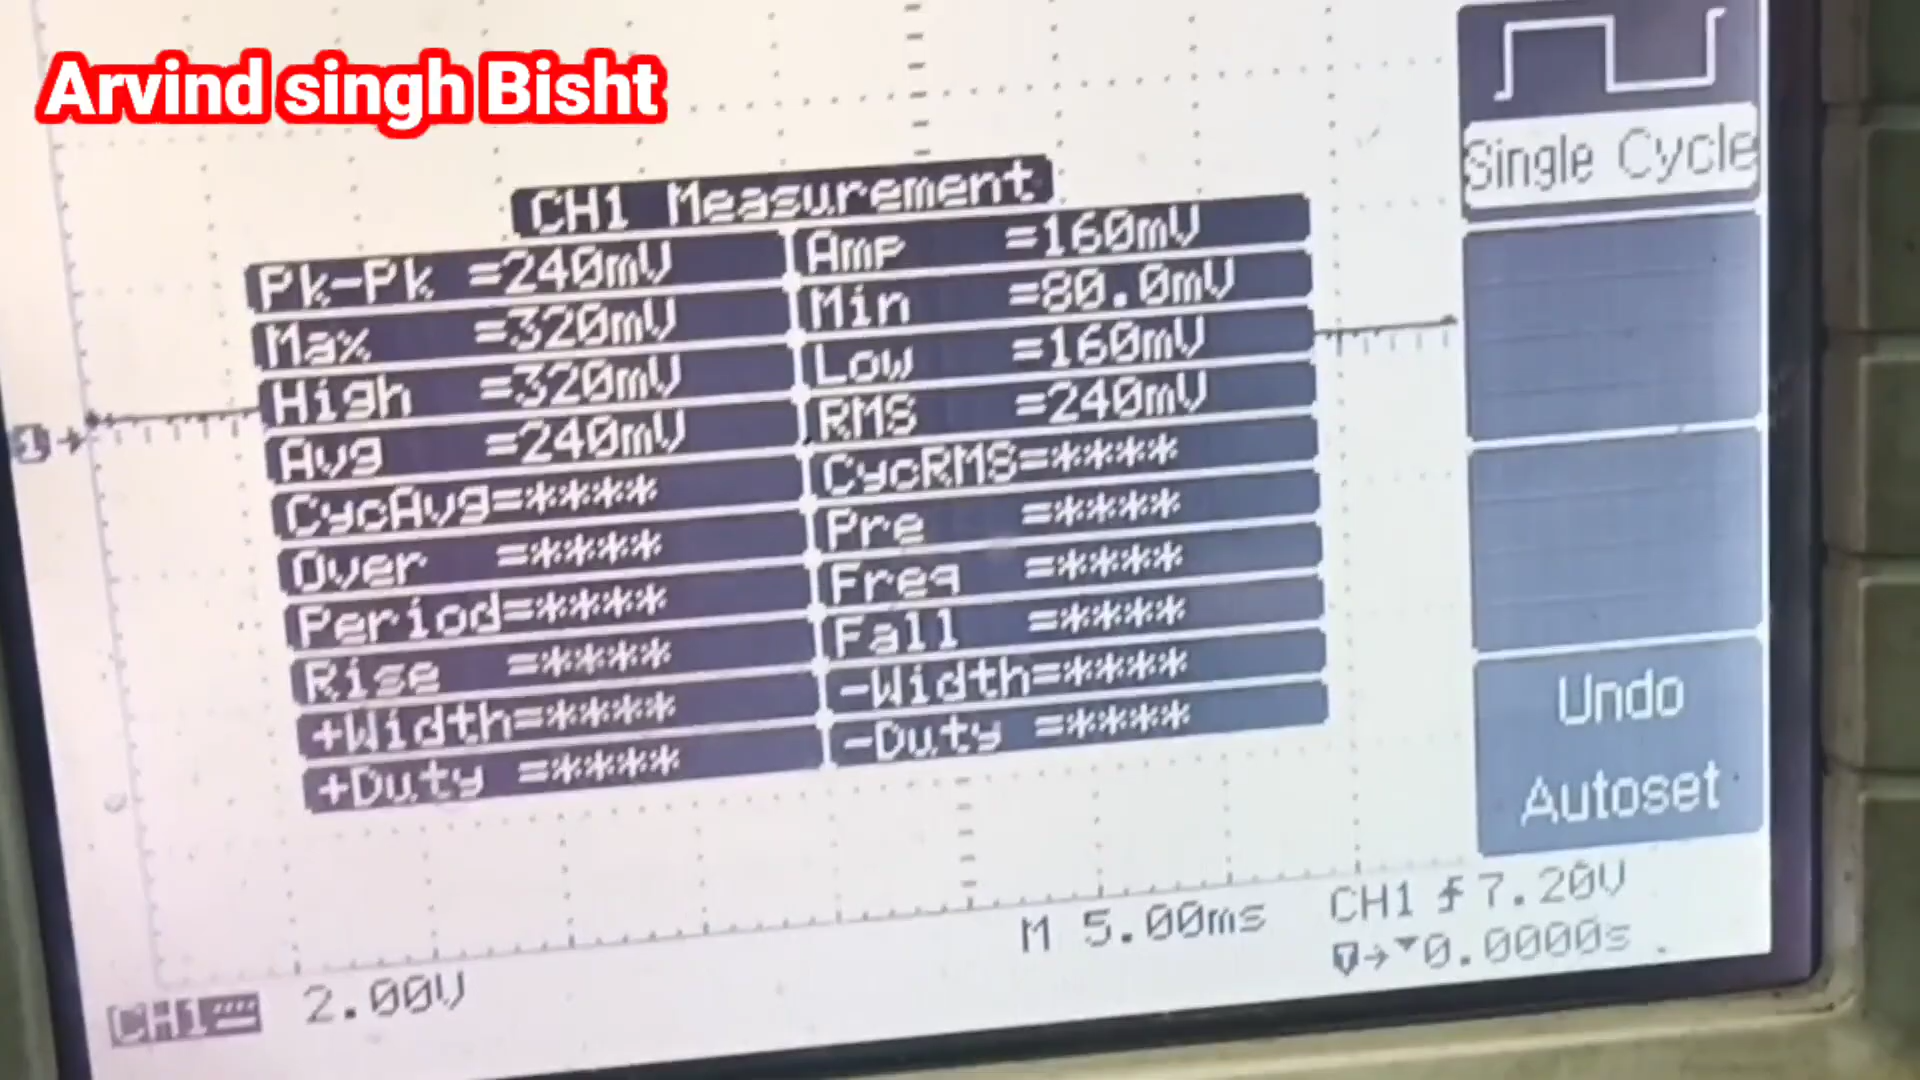 Arvind singh Bisht
Single Cycle
CH1 Measurement
Pk-Pk =240mV Amp =160mV
Max =320mV Min =80.0mV
High =320mV Low =160mV
Avg =240mV RMS =240mV
CycAvg=**** CycRMS=****
Over =**** Pre =****
Period=**** Freq =****
Rise =**** Fall =****
+Width=**** -Width=****
+Duty =**** -Duty =****
1
Undo
Autoset
M 5.00ms
CH1 7.20V
0.0000s
CH1 2.00V